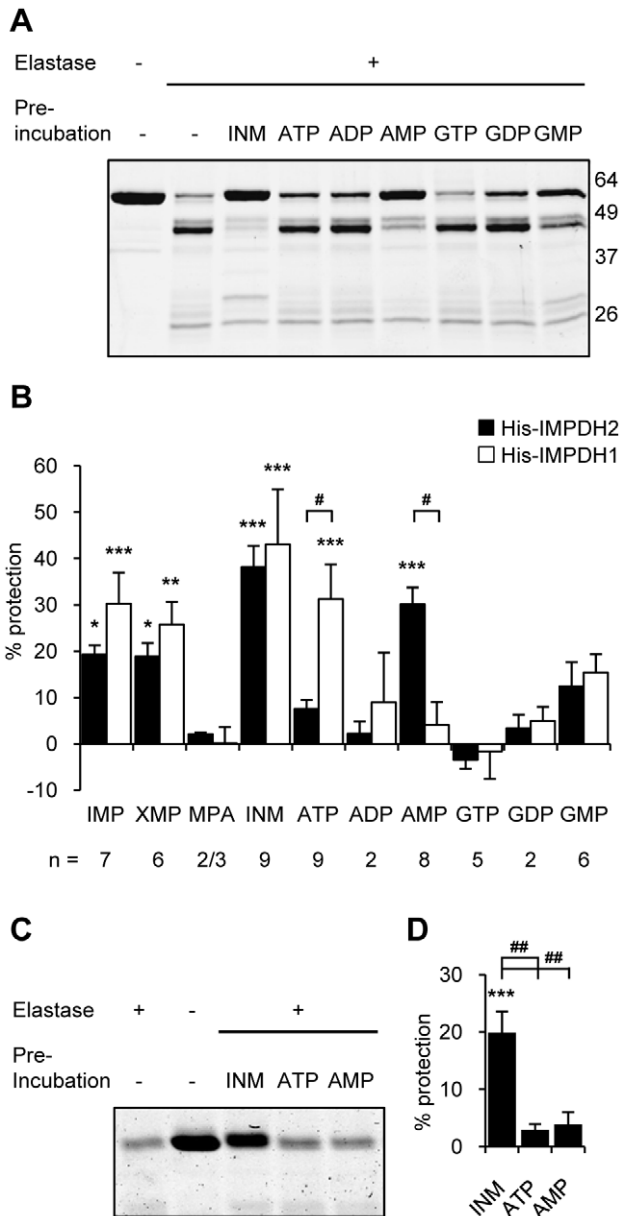 A
Elastase - +
Pre-
incubation - - INM ATP ADP AMP GTP GDP GMP
64
49
37
26
B
His-IMPDH2
His-IMPDH1
% protection
60
50
40
30
20
10
0
-10
* *** * ** *** *** # *** *** #
IMP XMP MPA INM ATP ADP AMP GTP GDP GMP
n = 7 6 2/3 9 9 2 8 5 2 6
C
Elastase + - +
Pre-
Incubation - - INM ATP AMP
D
% protection
30
20
10
0
## ##
***
INM ATP AMP